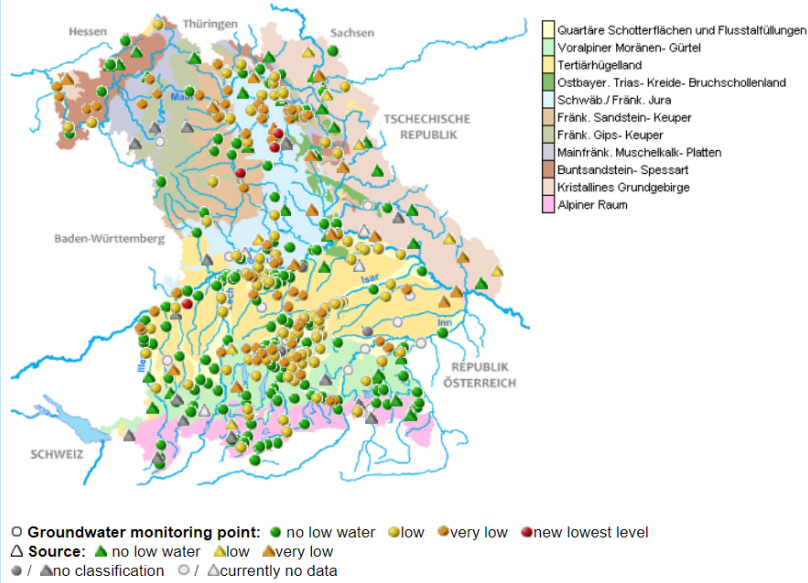 Hessen
Thüringen
Sachsen
Main
TSCHECHISCHE
REPUBLIK
Baden-Württemberg
Isar
Lech
Inn
Iller
REPUBLIK
ÖSTERREICH
SCHWEIZ
Quartäre Schotterflächen und Flusstalfüllungen
Voralpiner Moränen- Gürtel
Tertiärhügelland
Ostbayer. Trias- Kreide- Bruchschollenland
Schwäb./ Fränk. Jura
Fränk. Sandstein- Keuper
Fränk. Gips- Keuper
Mainfränk. Muschelkalk- Platten
Buntsandstein- Spessart
Kristallines Grundgebirge
Alpiner Raum
Groundwater monitoring point: no low water low very low new lowest level
Source: no low water low very low
/ no classification / currently no data